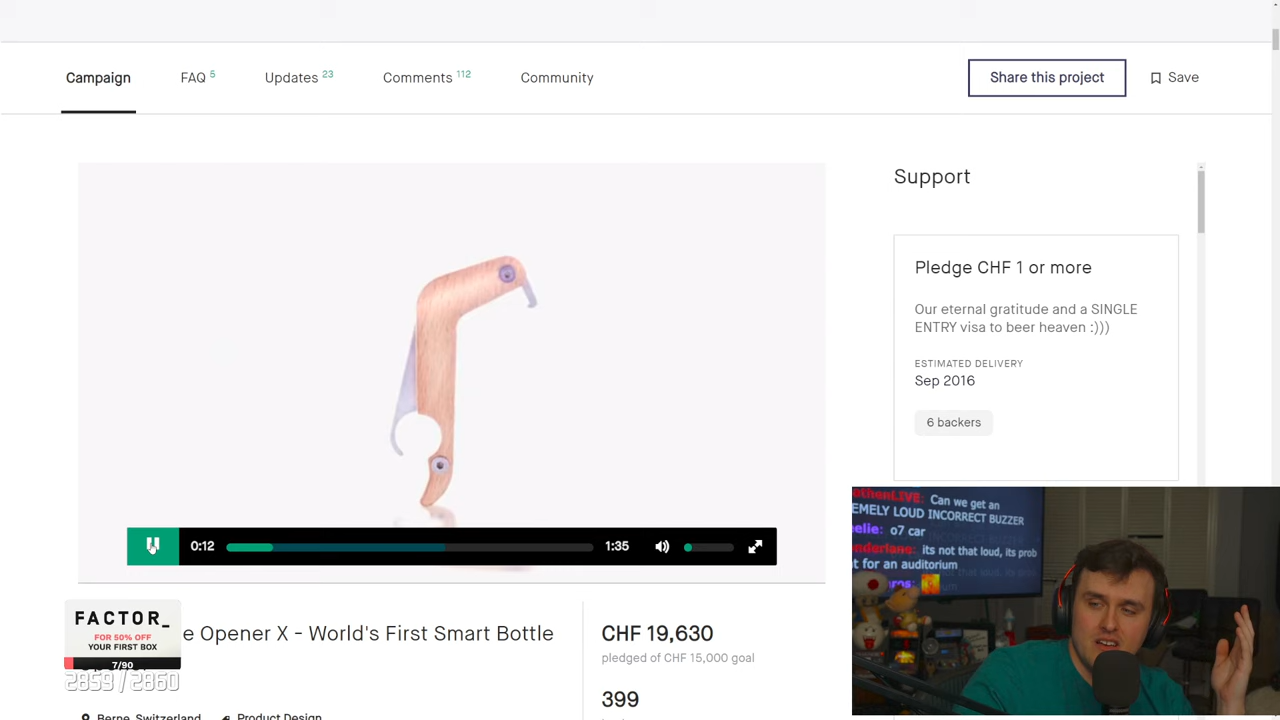 Campaign
FAQ 5
Updates 23
Comments 112
Community
Share this project
Save
Support
Pledge CHF 1 or more
Our eternal gratitude and a SINGLE
ENTRY visa to beer heaven :)))
ESTIMATED DELIVERY
Sep 2016
6 backers
0:12
1:35
FACTOR_
FOR 50% OFF
YOUR FIRST BOX
7/90
2859/2860
e Opener X - World's First Smart Bottle
CHF 19,630
pledged of CHF 15,000 goal
399
Berne, Switzerland
Product Design
Can we get an
EMELY LOUD INCORRECT BUZZER
eelie: o7 car
its not that loud, its prob
t for an auditorium